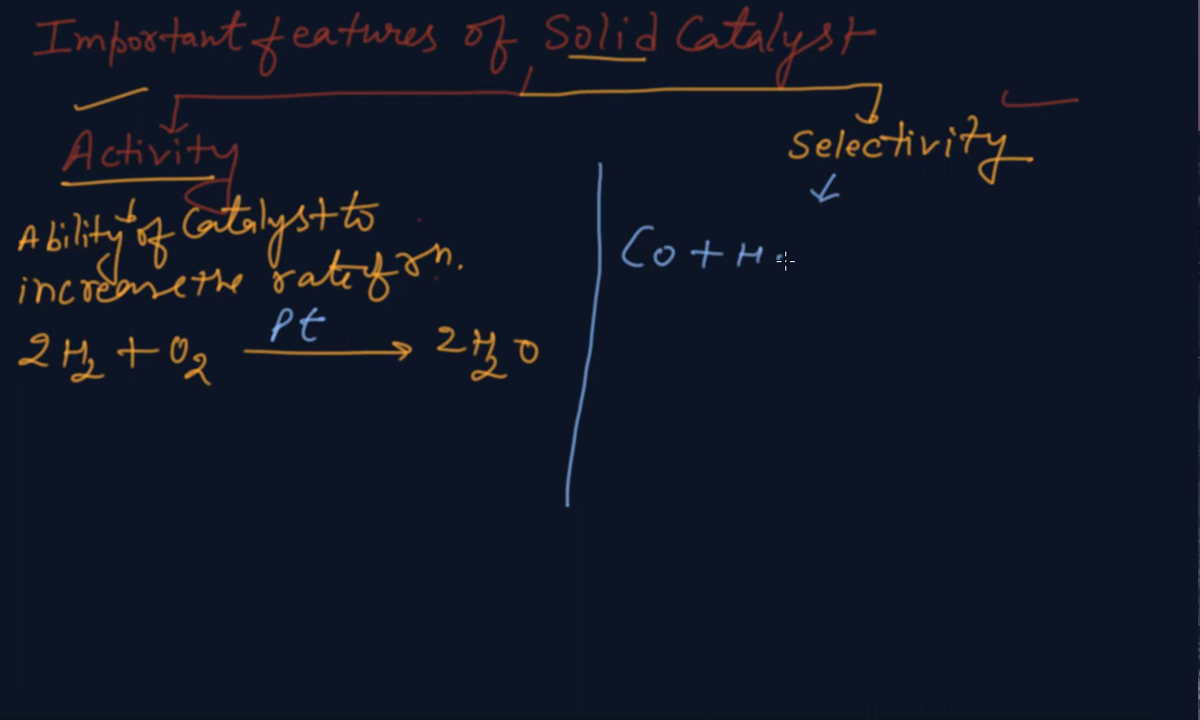 Important features of Solid Catalyst
Activity
Selectivity
Ability of Catalyst to
increase the rate of rn.
2H2 + O2 Pt → 2H2O
Co + H